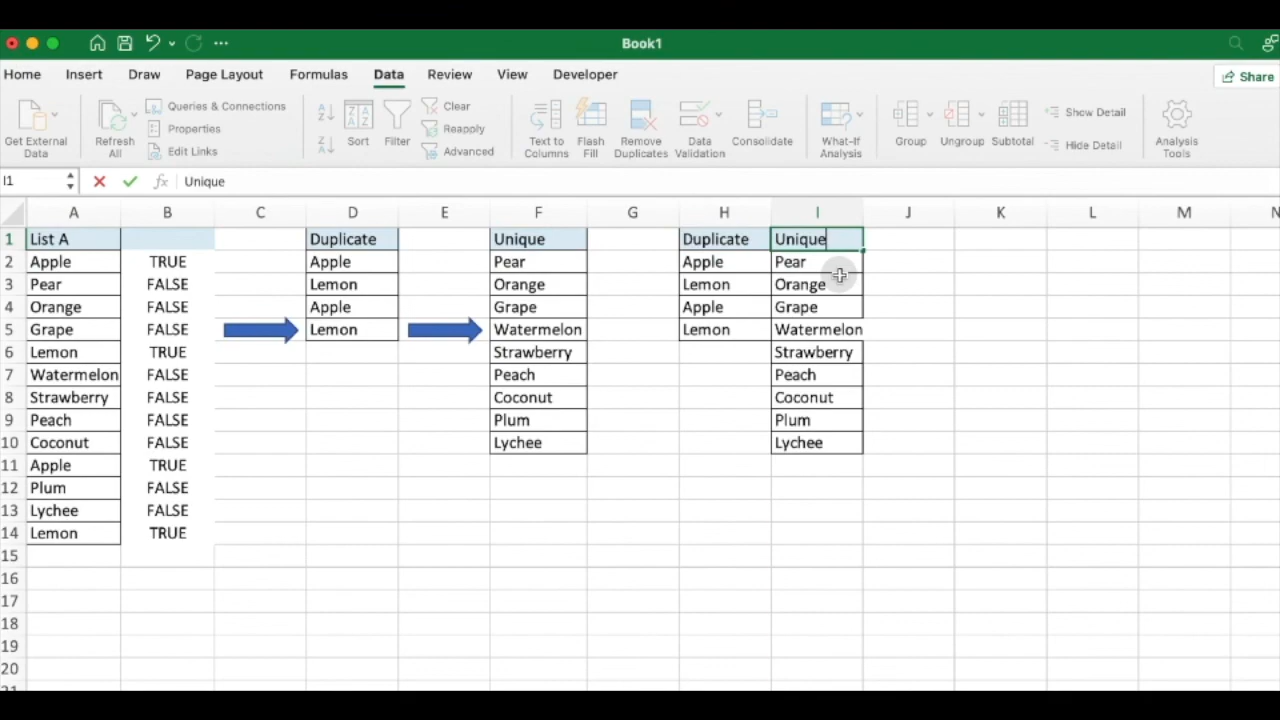 Book1
Home Insert Draw Page Layout Formulas Data Review View Developer Share
Get External Data
Refresh All
Queries & Connections
Properties
Edit Links
Sort
Filter
Clear
Reapply
Advanced
Text to Columns
Flash Fill
Remove Duplicates
Data Validation
Consolidate
What-If Analysis
Group
Ungroup
Subtotal
Show Detail
Hide Detail
Analysis Tools
I1 fx Unique
A B C D E F G H I J K L M N
1 List A Duplicate Unique Duplicate Unique
2 Apple TRUE Apple Pear Apple Pear
3 Pear FALSE Lemon Orange Lemon Orange
4 Orange FALSE Apple Grape Apple Grape
5 Grape FALSE Lemon Watermelon Lemon Watermelon
6 Lemon TRUE Strawberry Strawberry
7 Watermelon FALSE Peach Peach
8 Strawberry FALSE Coconut Coconut
9 Peach FALSE Plum Plum
10 Coconut FALSE Lychee Lychee
11 Apple TRUE
12 Plum FALSE
13 Lychee FALSE
14 Lemon TRUE
15
16
17
18
19
20